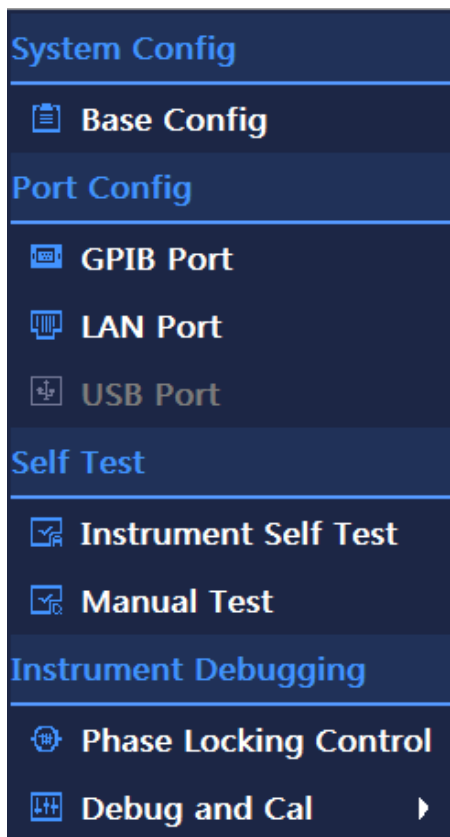 System Config
Base Config
Port Config
GPIB Port
LAN Port
USB Port
Self Test
Instrument Self Test
Manual Test
Instrument Debugging
Phase Locking Control
Debug and Cal